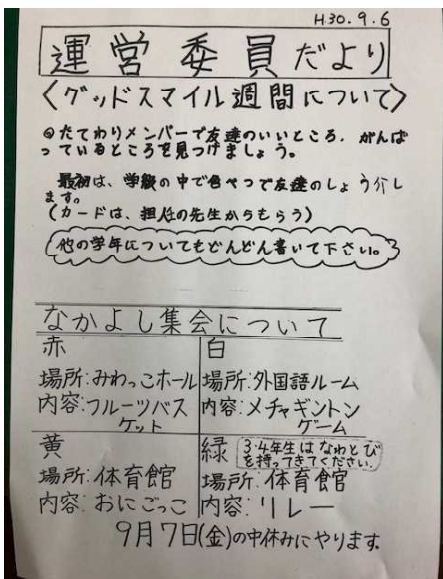 H30.9.6
運営委員だより
〈グッドスマイル週間について〉
◎たてわりメンバーで友達のいいところ、がんば
っているところを見つけましょう。
最初は、学級の中で色べつで友達のしょう介し
ます。
(カードは、担任の先生からもらう)
他の学年についてもどんどん書いて下さい。
なかよし集会について
赤
場所:みわっこホール
内容:フルーツバス
ケット
白
場所:外国語ルーム
内容:メチャギントン
ゲーム
黄
場所:体育館
内容:おにごっこ
緑
3・4年生はなわとび
を持ってきてください。
場所:体育館
内容:リレー
9月7日(金)の中休みにやります。